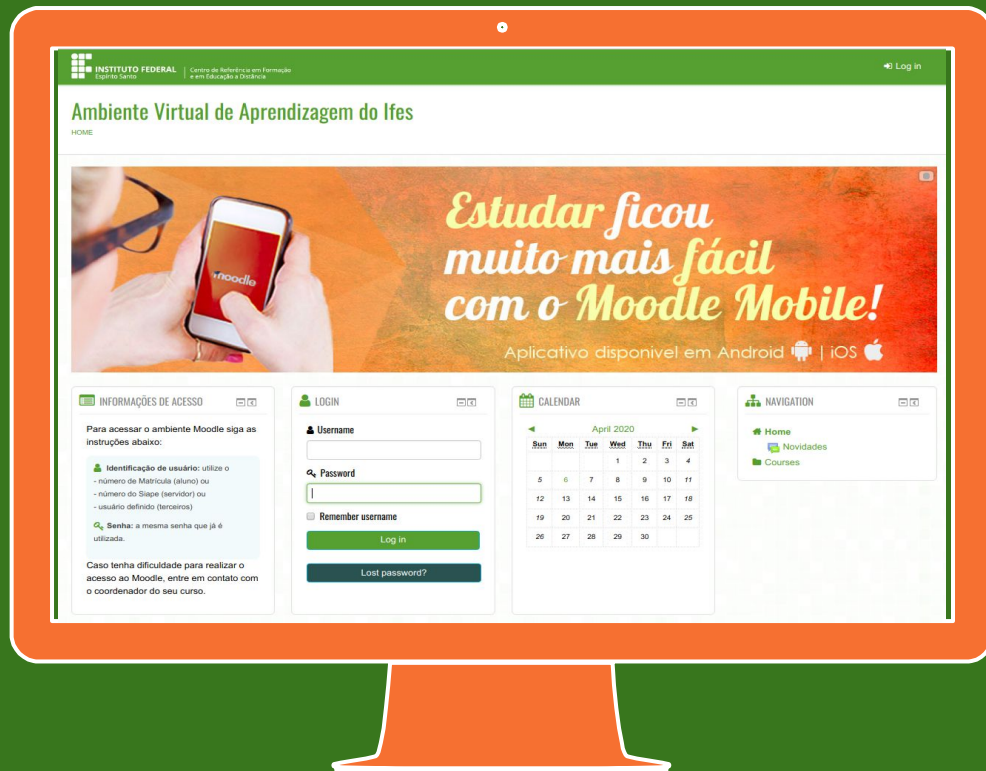 INSTITUTO FEDERAL
Espírito Santo
Centro de Referência em Formação
e em Educação a Distância
Log in
Ambiente Virtual de Aprendizagem do Ifes
HOME
moodle
Estudar ficou
muito mais fácil
com o Moodle Mobile!
Aplicativo disponivel em Android | iOS
INFORMAÇÕES DE ACESSO
Para acessar o ambiente Moodle siga as
instruções abaixo:
Identificação de usuário: utilize o
- número de Matrícula (aluno) ou
- número do Siape (servidor) ou
- usuário definido (terceiros)
Senha: a mesma senha que já é
utilizada.
Caso tenha dificuldade para realizar o
acesso ao Moodle, entre em contato com
o coordenador do seu curso.
LOGIN
Username
Password
Remember username
Log in
Lost password?
CALENDAR
◄ April 2020 ►
Sun Mon Tue Wed Thu Fri Sat
1 2 3 4
5 6 7 8 9 10 11
12 13 14 15 16 17 18
19 20 21 22 23 24 25
26 27 28 29 30
NAVIGATION
Home
Novidades
Courses